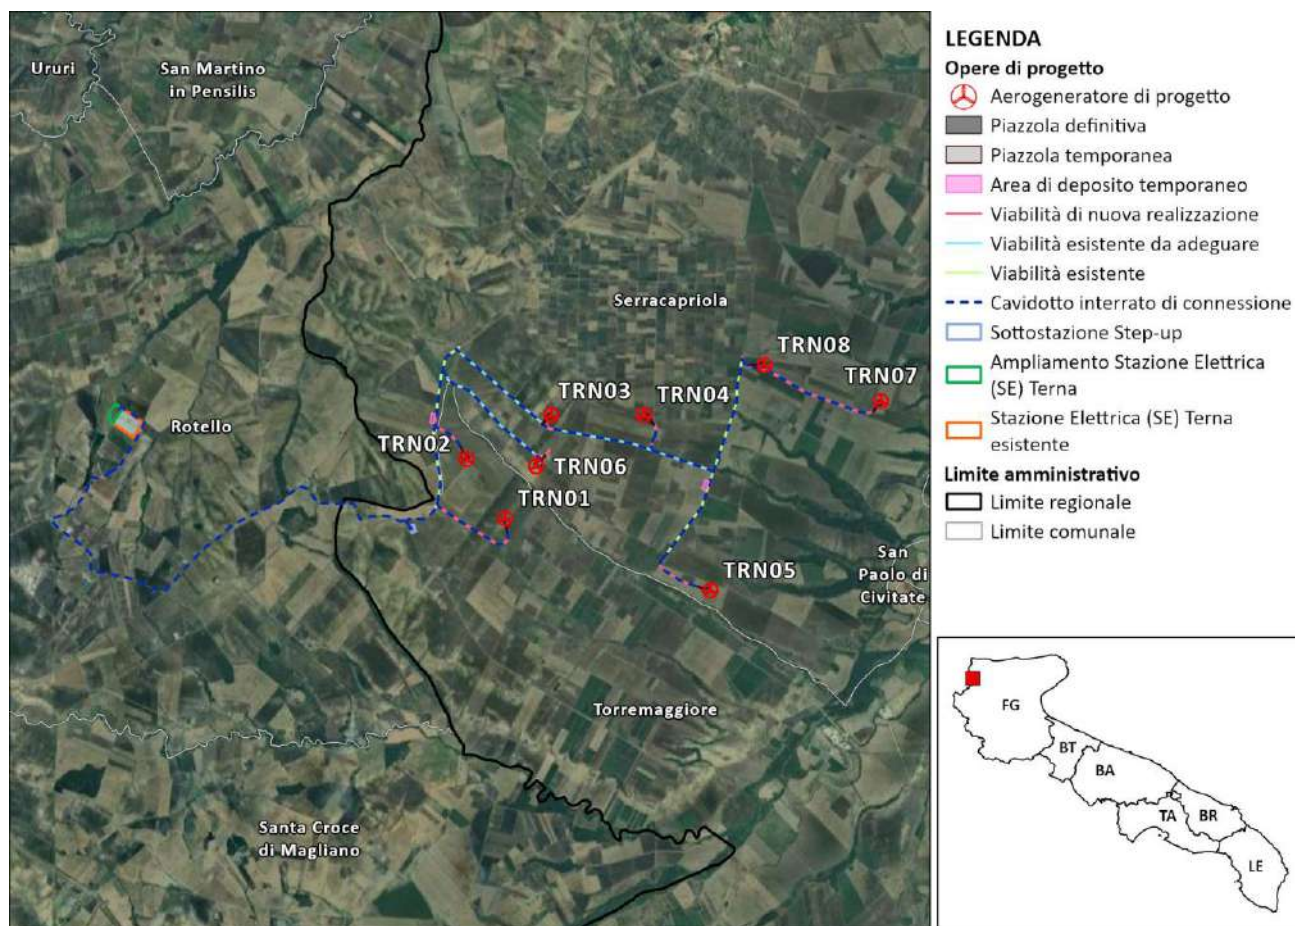 Ururi
San Martino
in Pensilis
Serracapriola
TRN08
TRN07
TRN03
TRN04
Rotello
TRN02
TRN06
TRN01
TRN05
San
Paolo di
Civitate
Torremaggiore
Santa Croce
di Magliano
LEGENDA
Opere di progetto
Aerogeneratore di progetto
Piazzola definitiva
Piazzola temporanea
Area di deposito temporaneo
Viabilità di nuova realizzazione
Viabilità esistente da adeguare
Viabilità esistente
Cavidotto interrato di connessione
Sottostazione Step-up
Ampliamento Stazione Elettrica
(SE) Terna
Stazione Elettrica (SE) Terna
esistente
Limite amministrativo
Limite regionale
Limite comunale
FG
BT
BA
TA
BR
LE